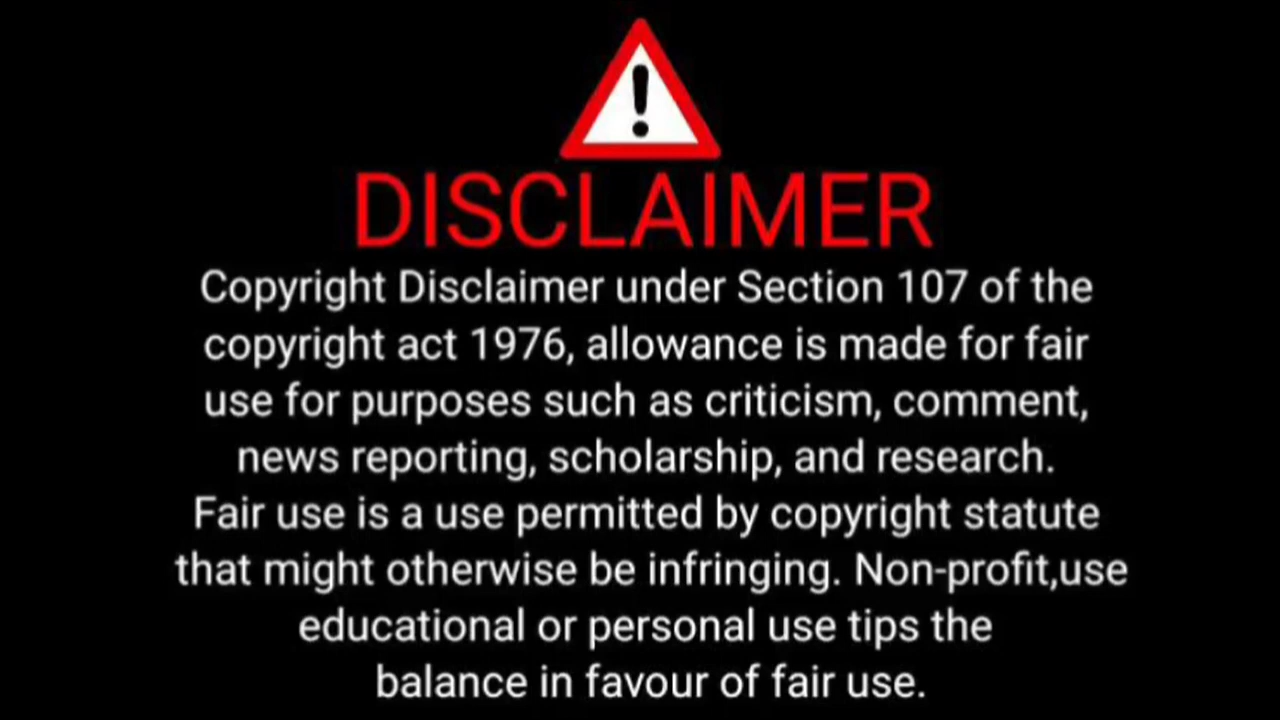 DISCLAIMER
Copyright Disclaimer under Section 107 of the
copyright act 1976, allowance is made for fair
use for purposes such as criticism, comment,
news reporting, scholarship, and research.
Fair use is a use permitted by copyright statute
that might otherwise be infringing. Non-profit,use
educational or personal use tips the
balance in favour of fair use.